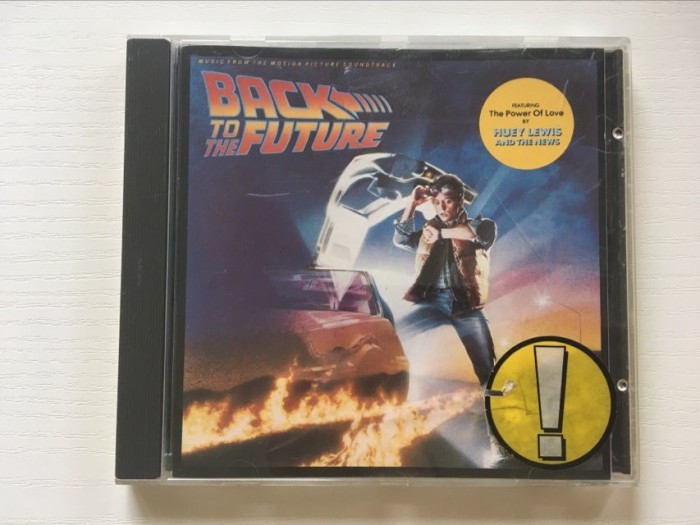 MUSIC FROM THE MOTION PICTURE SOUNDTRACK
BACK
TO THE FUTURE
FEATURING
The Power Of Love
BY
HUEY LEWIS
AND THE NEWS
!